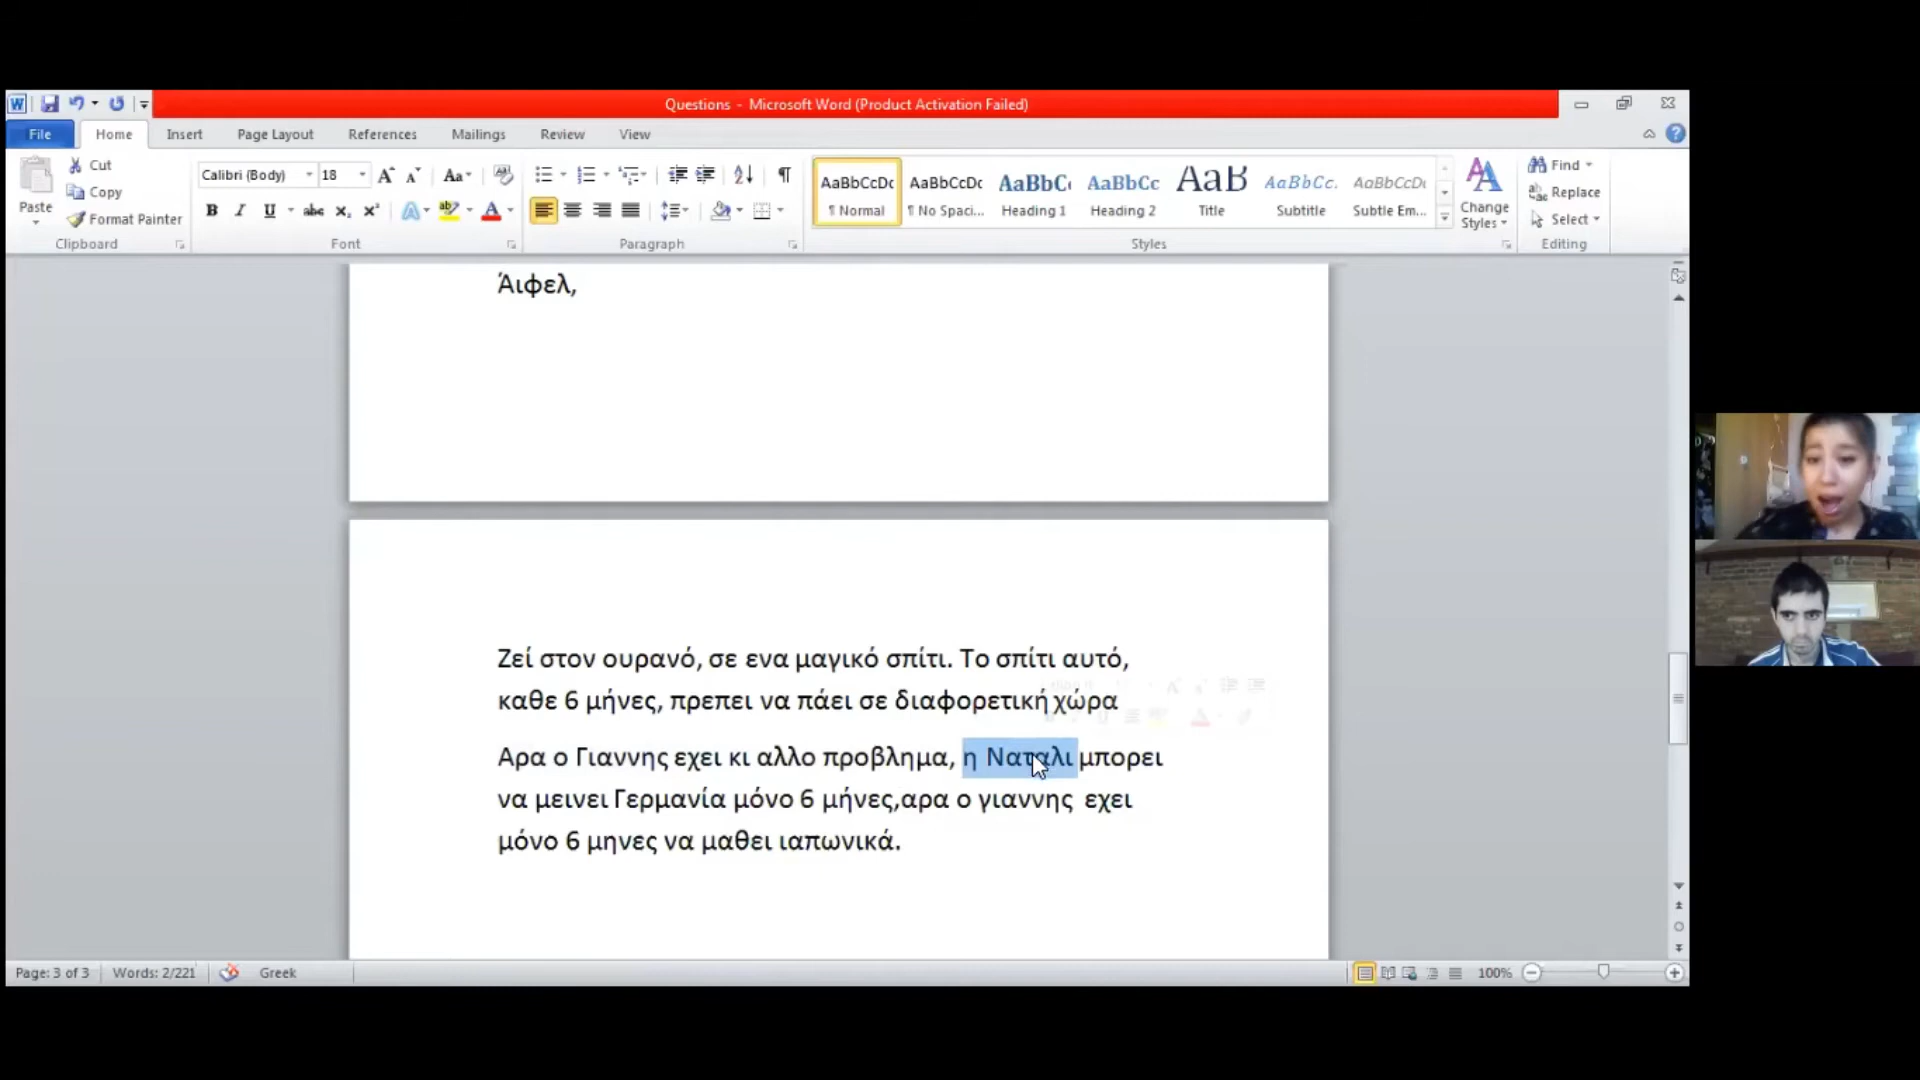 Questions - Microsoft Word (Product Activation Failed)
File Home Insert Page Layout References Mailings Review View
Cut
Copy
Format Painter
Paste
Clipboard
Calibri (Body) 18
Font
Paragraph
AaBbCcDc AaBbCcDc AaBbC AaBbCc AaB AaBbCc. AaBbCcDc
¶ Normal ¶ No Spaci... Heading 1 Heading 2 Title Subtitle Subtle Em...
Styles
Change Styles
Find
Replace
Select
Editing
Άιφελ,
Ζεί στον ουρανό, σε ενα μαγικό σπίτι. Το σπίτι αυτό,
καθε 6 μήνες, πρεπει να πάει σε διαφορετική χώρα
Αρα ο Γιαννης εχει κι αλλο προβλημα, η Ναταλι μπορει
να μεινει Γερμανία μόνο 6 μήνες,αρα ο γιαννης εχει
μόνο 6 μηνες να μαθει ιαπωνικά.
Page: 3 of 3 Words: 2/221 Greek 100%